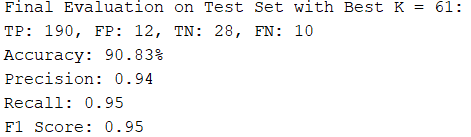 Final Evaluation on Test Set with Best K = 61:
TP: 190, FP: 12, TN: 28, FN: 10
Accuracy: 90.83%
Precision: 0.94
Recall: 0.95
F1 Score: 0.95